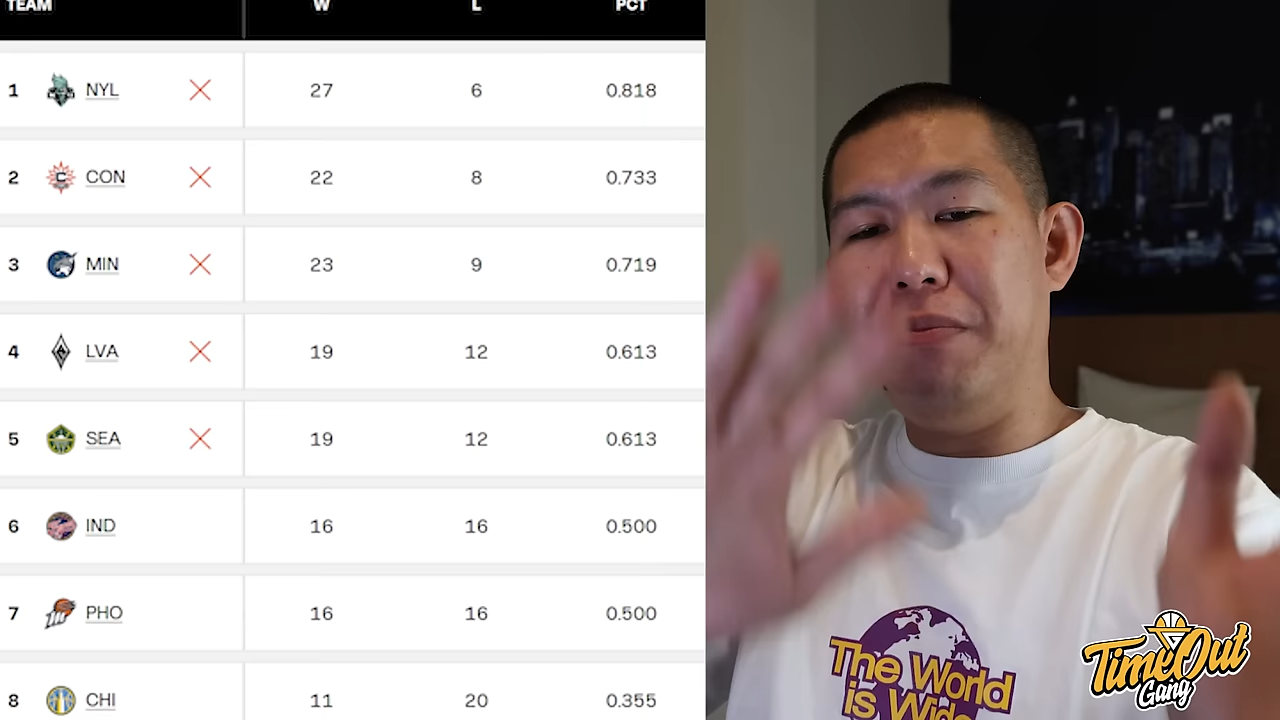 TEAM W L PCT
1 NYL 27 6 0.818
2 CON 22 8 0.733
3 MIN 23 9 0.719
4 LVA 19 12 0.613
5 SEA 19 12 0.613
6 IND 16 16 0.500
7 PHO 16 16 0.500
8 CHI 11 20 0.355
The World
is Wide
TimeOut
Gang